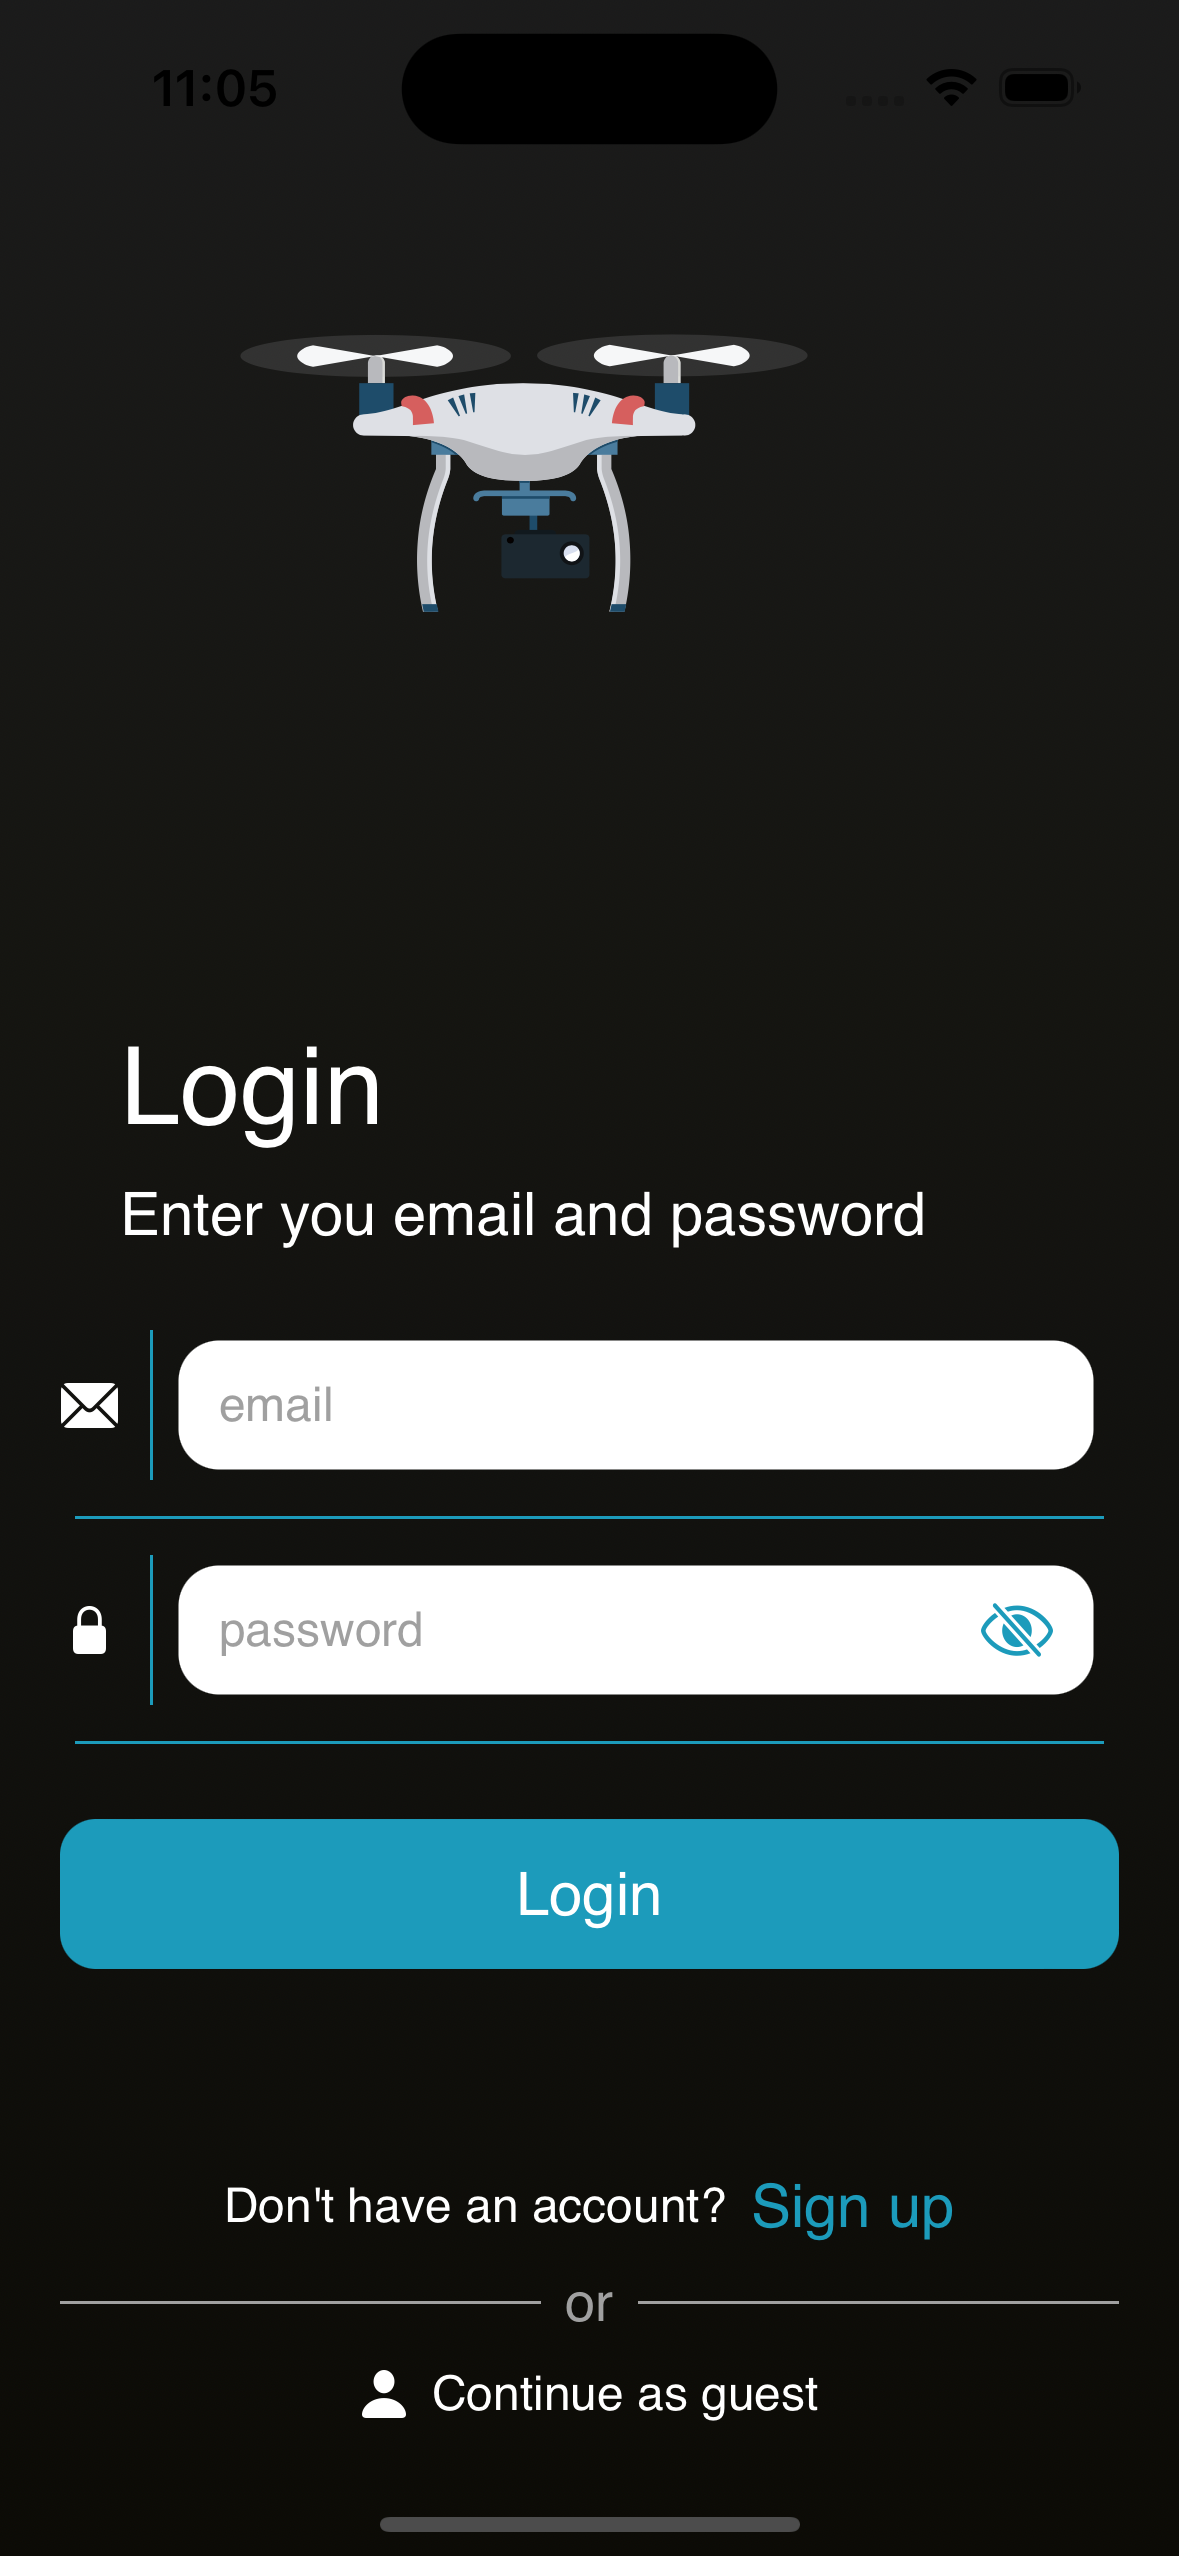 11:05
Login
Enter you email and password
email
password
Login
Don't have an account? Sign up
or
Continue as guest